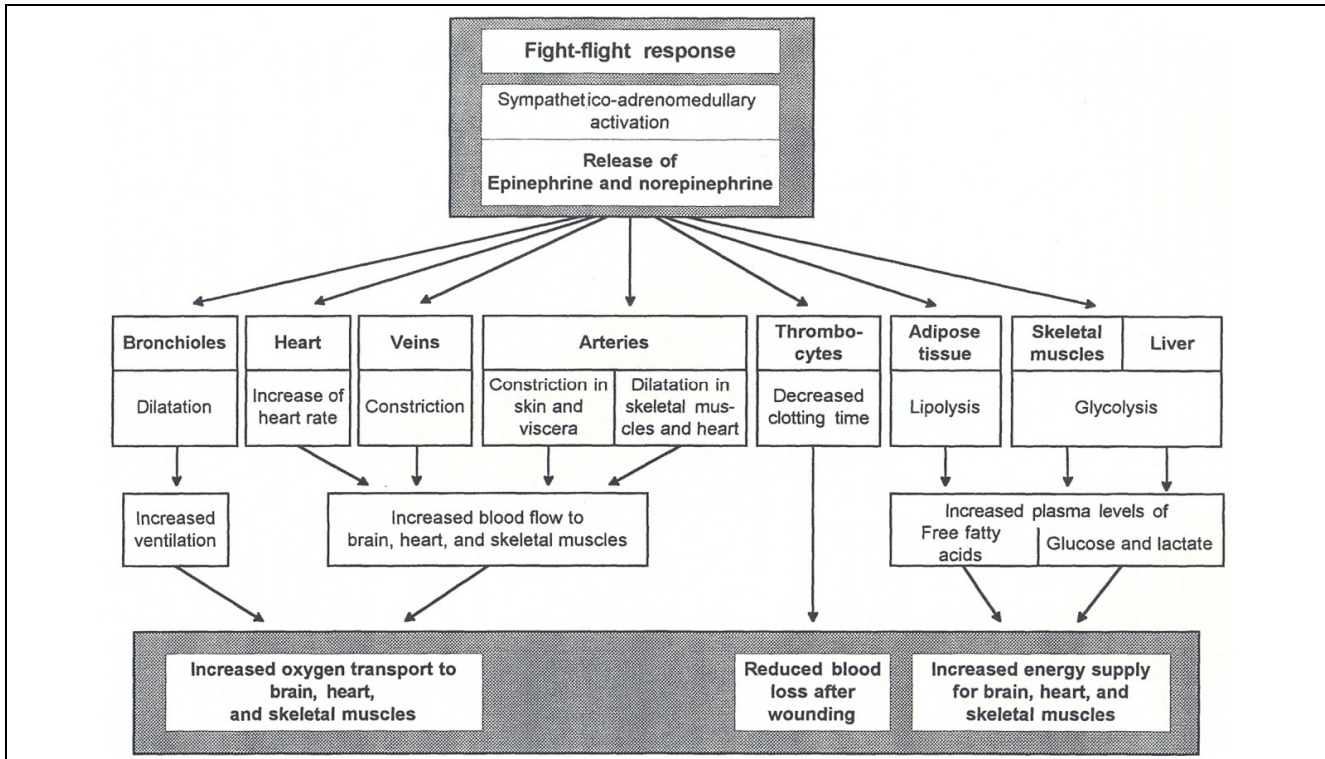 Fight-flight response
Sympathetico-adrenomedullary
activation
Release of
Epinephrine and norepinephrine
Bronchioles
Dilatation
Heart
Increase of
heart rate
Veins
Constriction
Arteries
Constriction in
skin and
viscera
Dilatation in
skeletal mus-
cles and heart
Thrombo-
cytes
Decreased
clotting time
Adipose
tissue
Lipolysis
Skeletal
muscles
Liver
Glycolysis
Increased
ventilation
Increased blood flow to
brain, heart, and skeletal muscles
Increased plasma levels of
Free fatty
acids
Glucose and lactate
Increased oxygen transport to
brain, heart,
and skeletal muscles
Reduced blood
loss after
wounding
Increased energy supply
for brain, heart, and
skeletal muscles